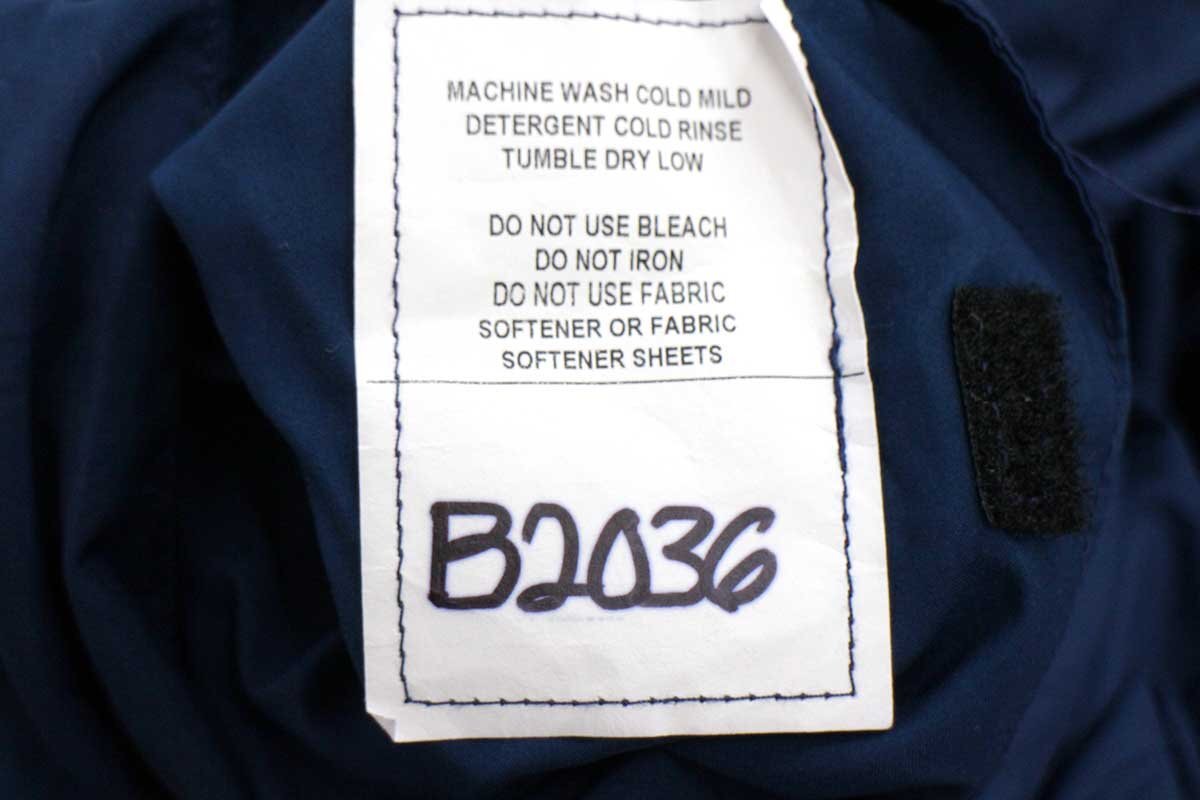 MACHINE WASH COLD MILD
DETERGENT COLD RINSE
TUMBLE DRY LOW
DO NOT USE BLEACH
DO NOT IRON
DO NOT USE FABRIC
SOFTENER OR FABRIC
SOFTENER SHEETS
B2036